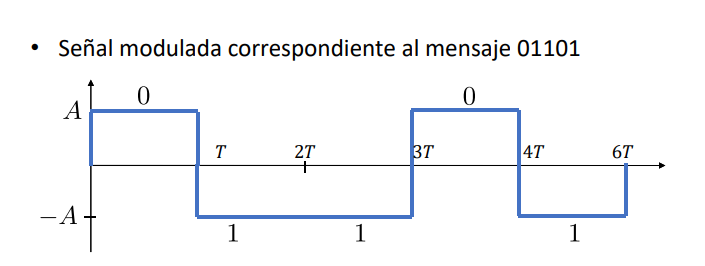 • Señal modulada correspondiente al mensaje 01101
0 0
A
T 2T 3T 4T 6T
−A
1 1 1